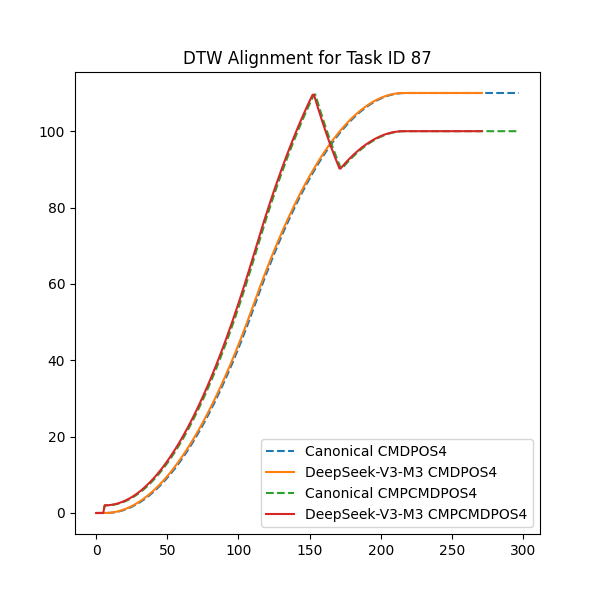 DTW Alignment for Task ID 87
100
80
60
40
20
0
Canonical CMDPOS4
DeepSeek-V3-M3 CMDPOS4
Canonical CMPCMDPOS4
DeepSeek-V3-M3 CMPCMDPOS4
0 50 100 150 200 250 300